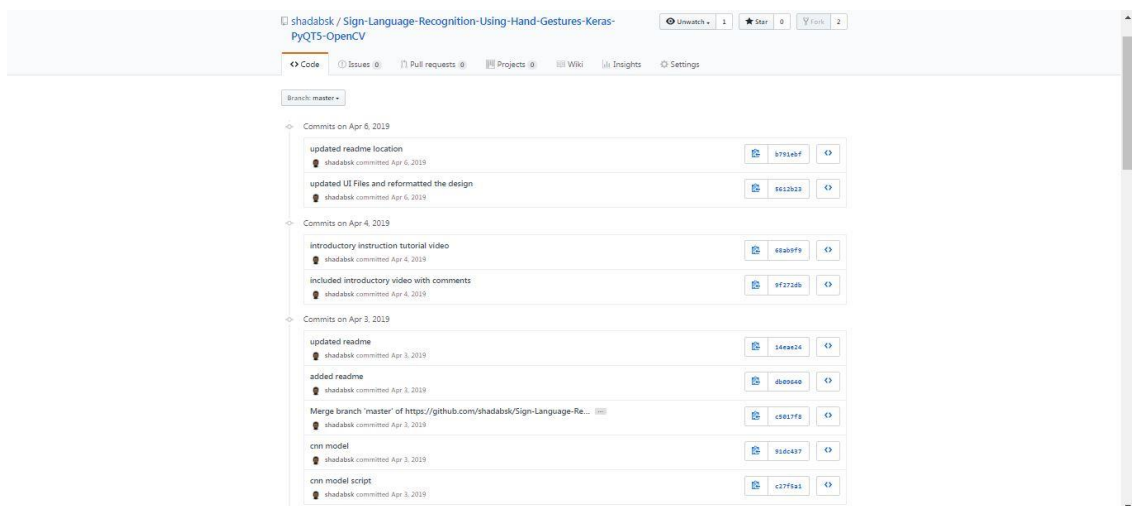 shadabsk / Sign-Language-Recognition-Using-Hand-Gestures-Keras-
PyQT5-OpenCV
Unwatch 1 Star 0 Fork 2
Code Issues 0 Pull requests 0 Projects 0 Wiki Insights Settings
Branch: master
Commits on Apr 6, 2019
updated readme location
shadabsk committed Apr 6, 2019
b791ebf
updated UI Files and reformatted the design
shadabsk committed Apr 6, 2019
5612b23
Commits on Apr 4, 2019
introductory instruction tutorial video
shadabsk committed Apr 4, 2019
68ab9f9
included introductory video with comments
shadabsk committed Apr 4, 2019
9f272db
Commits on Apr 3, 2019
updated readme
shadabsk committed Apr 3, 2019
added readme
shadabsk committed Apr 3, 2019
db09640
Merge branch 'master' of https://github.com/shadabsk/Sign-Language-Re... ...
shadabsk committed Apr 3, 2019
c5017f8
cnn model
shadabsk committed Apr 3, 2019
91dc437
cnn model script
shadabsk committed Apr 3, 2019
c27f5a1